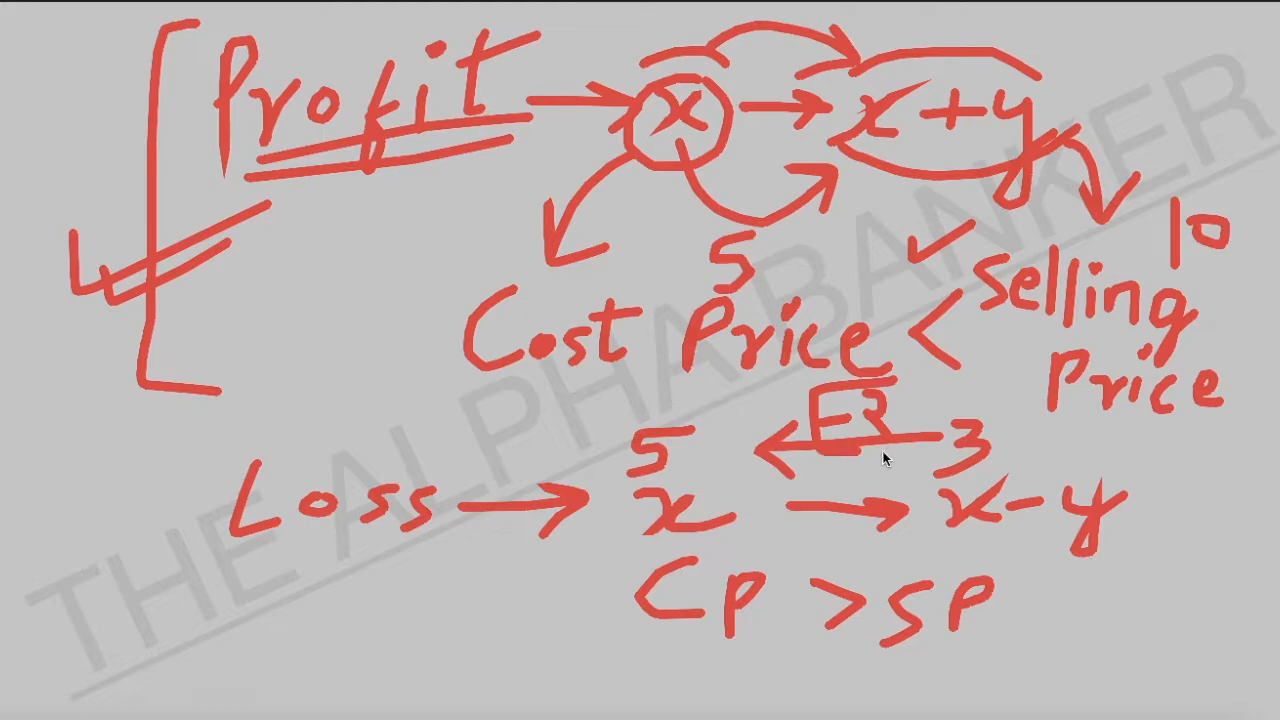 Profit → x → x+y
5 10
Cost Price < Selling Price
5 3
Loss → x → x-y
CP > SP
THE ALPHA BANKER